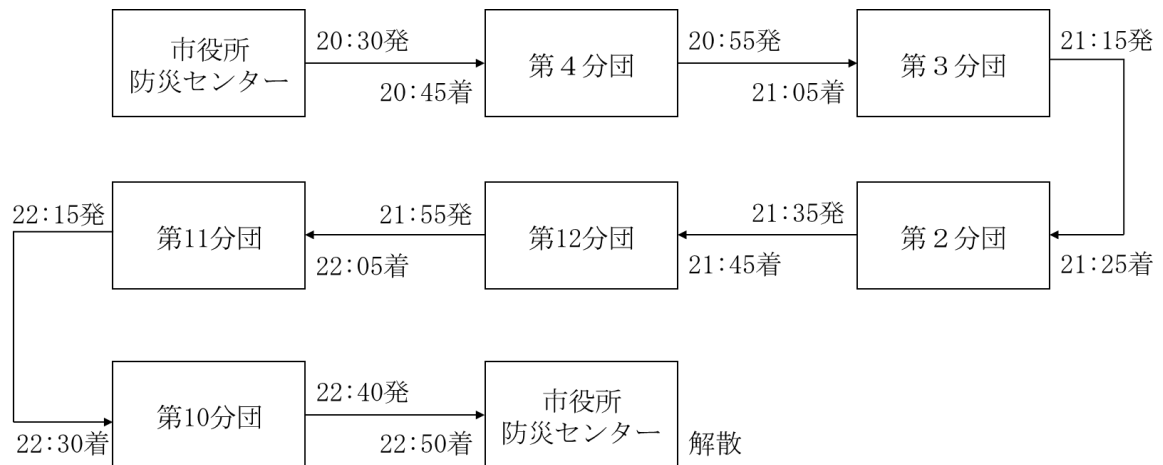 市役所
防災センター
20:30発
20:45着
第４分団
20:55発
21:05着
第３分団
21:15発
21:25着
第２分団
21:35発
21:45着
第12分団
21:55発
22:05着
第11分団
22:15発
22:30着
第10分団
22:40発
22:50着
市役所
防災センター
解散